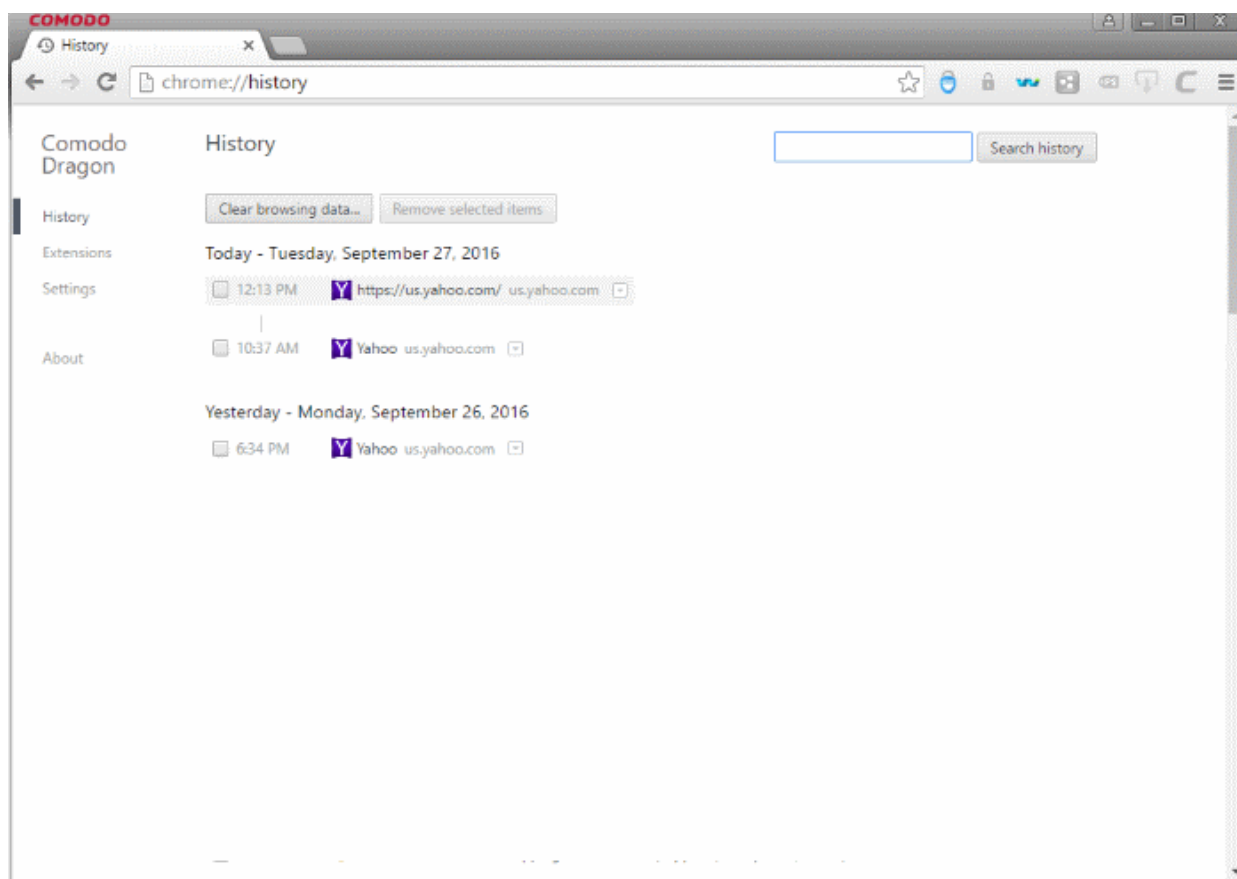 COMODO
History
chrome://history
Comodo
Dragon
History
Search history
Clear browsing data... Remove selected items
History
Extensions
Settings
About
Today - Tuesday, September 27, 2016
12:13 PM Y https://us.yahoo.com/ us.yahoo.com
10:37 AM Y Yahoo us.yahoo.com
Yesterday - Monday, September 26, 2016
6:34 PM Y Yahoo us.yahoo.com